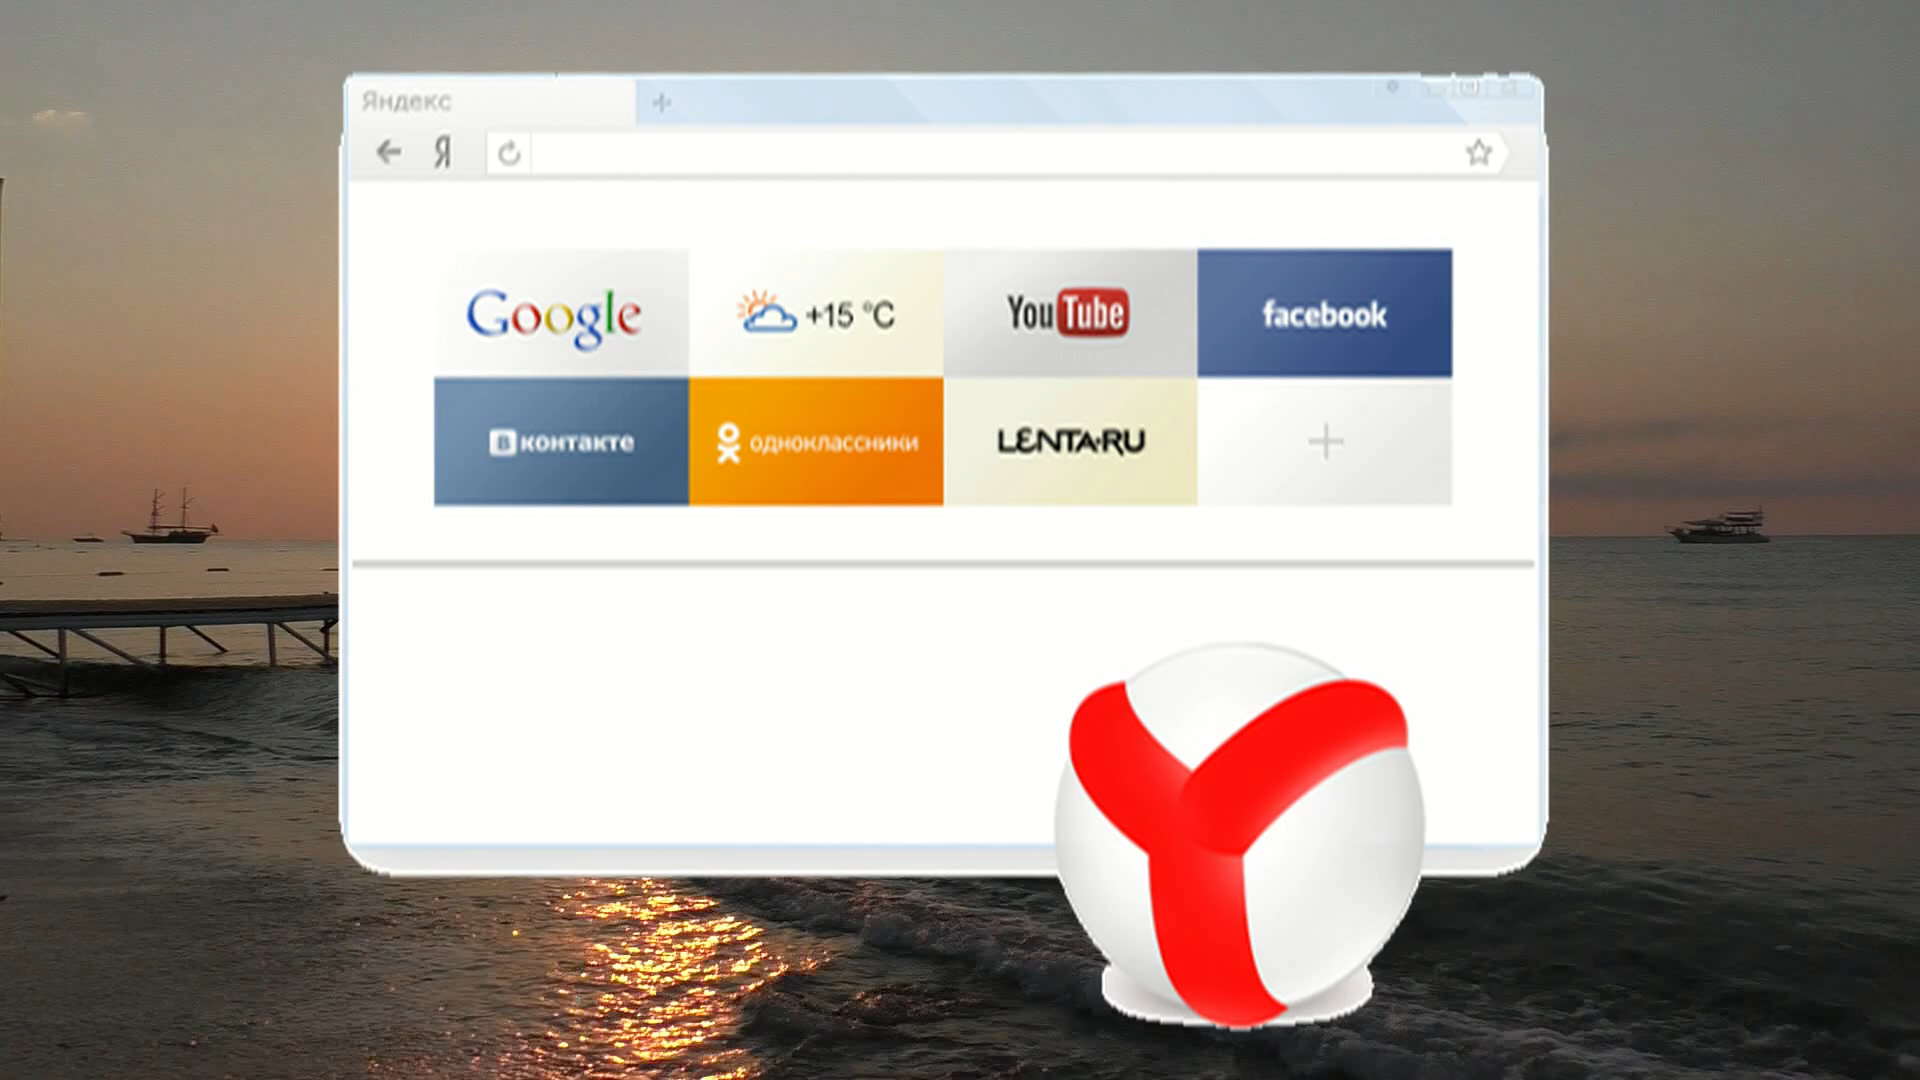 Яндекс
Я
Google
+15 °C
YouTube
facebook
В контакте
одноклассники
LENTA·RU